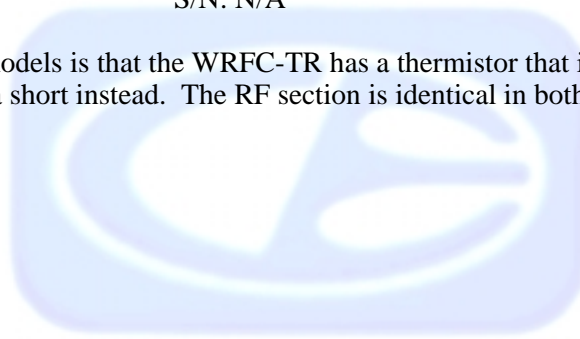 S/N: N/A
odels is that the WRFC-TR has a thermistor that i
short instead. The RF section is identical in both